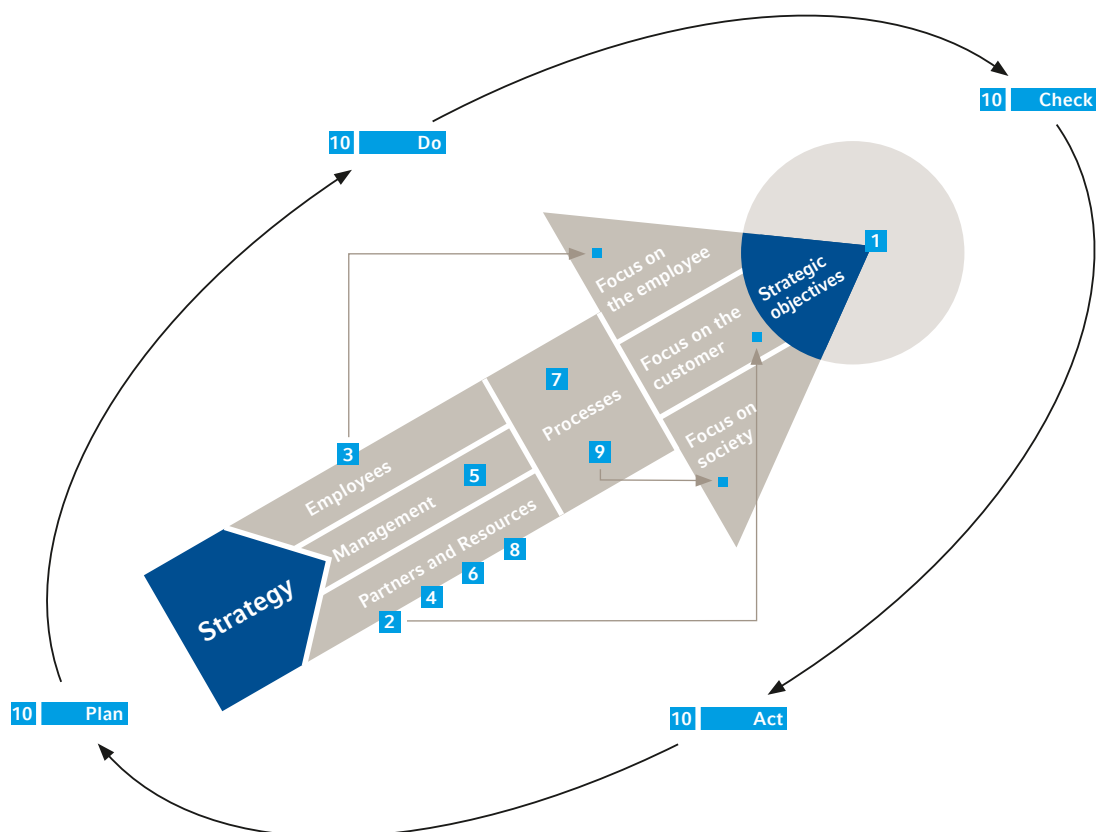 10 Check
10 Do
1
Focus on
the employee
Strategic
objectives
Focus on the
customer
7
Processes
Focus on
society
3
9
5
Employees
Management
Partners and Resources
8
6
4
2
Strategy
10 Plan
10 Act